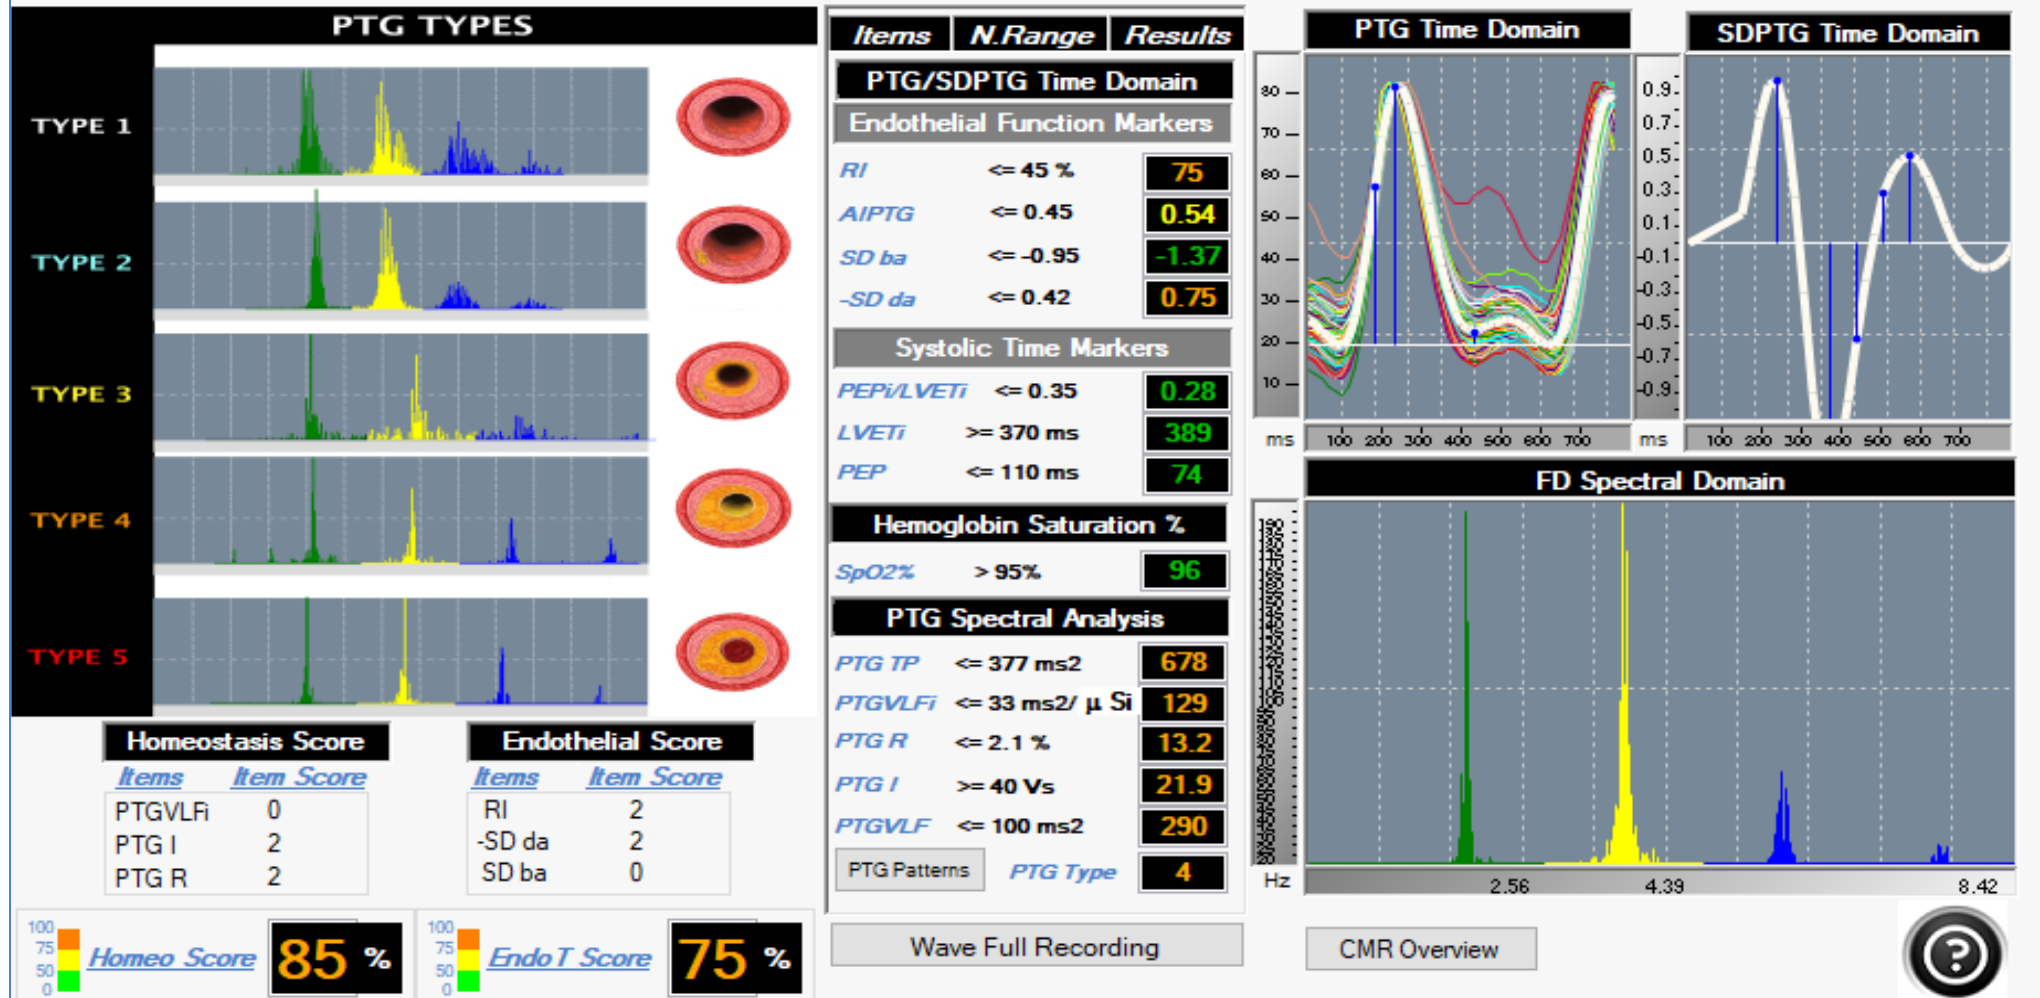 PTG TYPES
TYPE 1
TYPE 2
TYPE 3
TYPE 4
TYPE 5
Homeostasis Score
Items Item Score
PTGVLFi 0
PTG I 2
PTG R 2
Endothelial Score
Items Item Score
RI 2
-SD da 2
SD ba 0
100
75
50
0
Homeo Score 85 %
100
75
50
0
EndoT Score 75 %
Items N.Range Results
PTG/SDPTG Time Domain
Endothelial Function Markers
RI <= 45 % 75
AIPTG <= 0.45 0.54
SD ba <= -0.95 -1.37
-SD da <= 0.42 0.75
Systolic Time Markers
PEPi/LVETi <= 0.35 0.28
LVETi >= 370 ms 389
PEP <= 110 ms 74
Hemoglobin Saturation %
SpO2% > 95% 96
PTG Spectral Analysis
PTG TP <= 377 ms2 678
PTGVLFi <= 33 ms2/ μ Si 129
PTG R <= 2.1 % 13.2
PTG I >= 40 Vs 21.9
PTGVLF <= 100 ms2 290
PTG Patterns PTG Type 4
Wave Full Recording
PTG Time Domain
80
70
60
50
40
30
20
10
ms 100 200 300 400 500 600 700
SDPTG Time Domain
0.9
0.7
0.5
0.3
0.1
-0.1
-0.3
-0.5
-0.7
-0.9
ms 100 200 300 400 500 600 700
FD Spectral Domain
Hz 2.56 4.39 8.42
CMR Overview
?